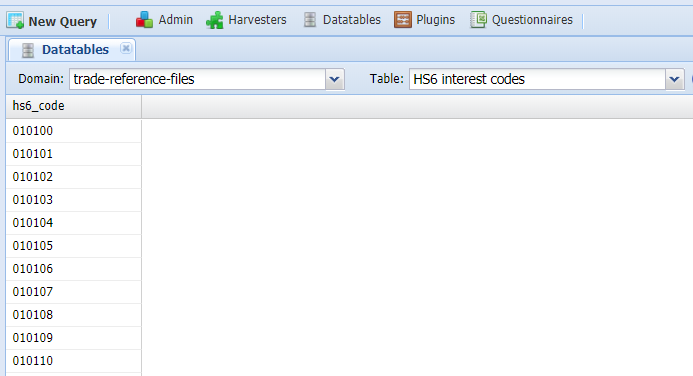 New Query Admin Harvesters Datatables Plugins Questionnaires
Datatables
Domain: trade-reference-files Table: HS6 interest codes
hs6_code
010100
010101
010102
010103
010104
010105
010106
010107
010108
010109
010110